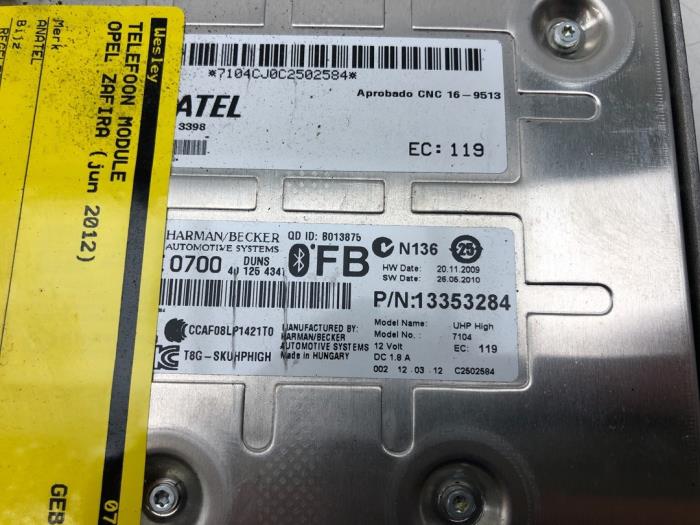 Wesley
TELEFOON MODULE
OPEL ZAFIRA (jun 2012)
Merk
Bijz
ANATEL
GEB
07
*7104CJ0C2502584*
Aprobado CNC 16-9513
ATEL
3398
EC: 119
HARMAN/BECKER
AUTOMOTIVE SYSTEMS
QD ID: B013875
N136
25
0700
DUNS
FB
HW Date: 20.11.2009
SW Date: 26.05.2010
P/N:13353284
CCAF08LP1421T0
T8G-SKUHPHIGH
MANUFACTURED BY:
HARMAN/BECKER
AUTOMOTIVE SYSTEMS
Made in HUNGARY
Model Name: UHP High
Model No.: 7104
12 Volt EC: 119
DC 1.8 A
002 12 03 12 C2502584